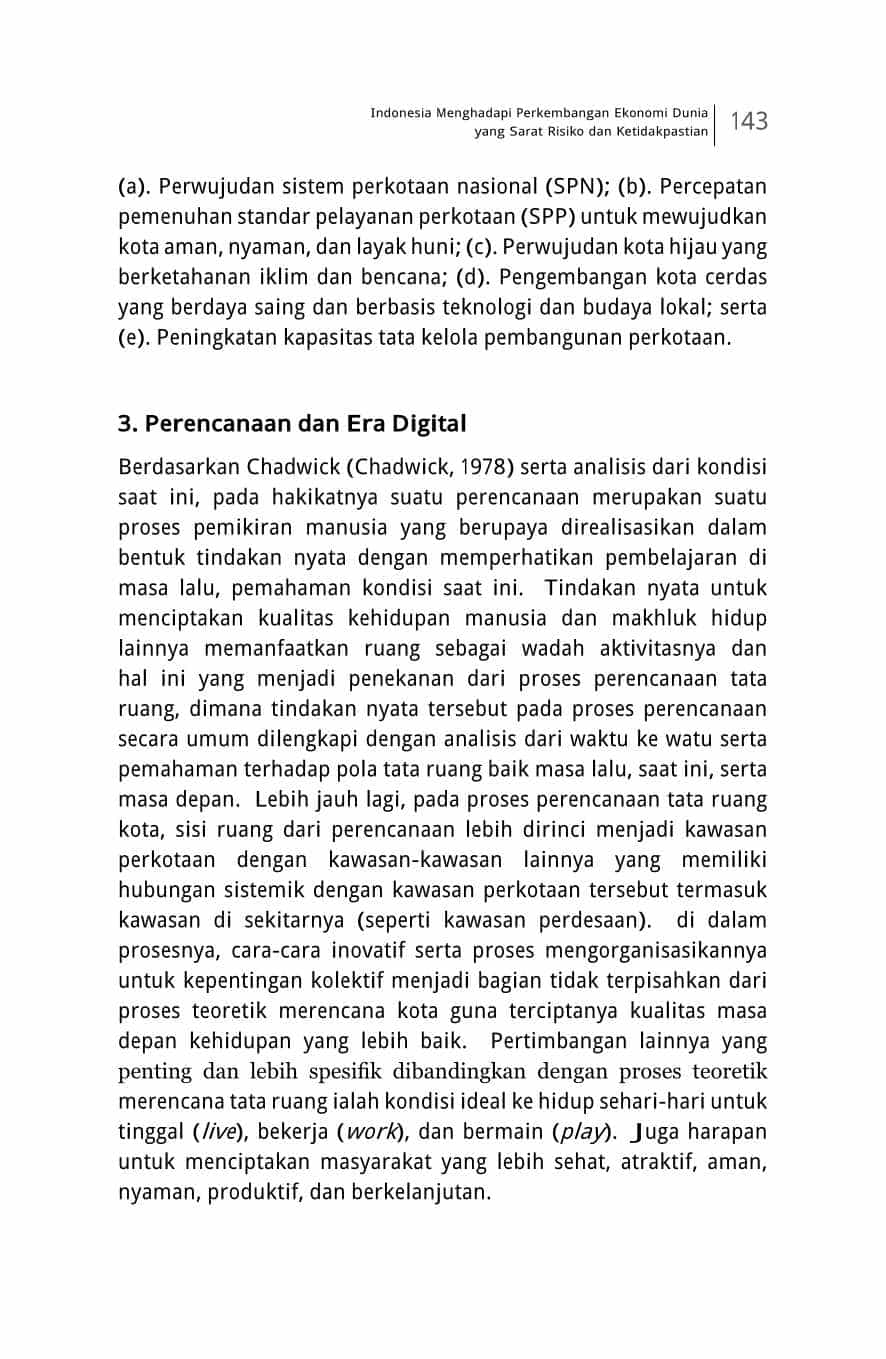 Indonesia Menghadapi Perkembangan Ekonomi Dunia
yang Sarat Risiko dan Ketidakpastian
143
(a). Perwujudan sistem perkotaan nasional (SPN); (b). Percepatan
pemenuhan standar pelayanan perkotaan (SPP) untuk mewujudkan
kota aman, nyaman, dan layak huni; (c). Perwujudan kota hijau yang
berketahanan iklim dan bencana; (d). Pengembangan kota cerdas
yang berdaya saing dan berbasis teknologi dan budaya lokal; serta
(e). Peningkatan kapasitas tata kelola pembangunan perkotaan.
3. Perencanaan dan Era Digital
Berdasarkan Chadwick (Chadwick, 1978) serta analisis dari kondisi
saat ini, pada hakikatnya suatu perencanaan merupakan suatu
proses pemikiran manusia yang berupaya direalisasikan dalam
bentuk tindakan nyata dengan memperhatikan pembelajaran di
masa lalu, pemahaman kondisi saat ini. Tindakan nyata untuk
menciptakan kualitas kehidupan manusia dan makhluk hidup
lainnya memanfaatkan ruang sebagai wadah aktivitasnya dan
hal ini yang menjadi penekanan dari proses perencanaan tata
ruang, dimana tindakan nyata tersebut pada proses perencanaan
secara umum dilengkapi dengan analisis dari waktu ke watu serta
pemahaman terhadap pola tata ruang baik masa lalu, saat ini, serta
masa depan. Lebih jauh lagi, pada proses perencanaan tata ruang
kota, sisi ruang dari perencanaan lebih dirinci menjadi kawasan
perkotaan dengan kawasan-kawasan lainnya yang memiliki
hubungan sistemik dengan kawasan perkotaan tersebut termasuk
kawasan di sekitarnya (seperti kawasan perdesaan). di dalam
prosesnya, cara-cara inovatif serta proses mengorganisasikannya
untuk kepentingan kolektif menjadi bagian tidak terpisahkan dari
proses teoretik merencana kota guna terciptanya kualitas masa
depan kehidupan yang lebih baik. Pertimbangan lainnya yang
penting dan lebih spesifik dibandingkan dengan proses teoretik
merencana tata ruang ialah kondisi ideal ke hidup sehari-hari untuk
tinggal (live), bekerja (work), dan bermain (play). Juga harapan
untuk menciptakan masyarakat yang lebih sehat, atraktif, aman,
nyaman, produktif, dan berkelanjutan.